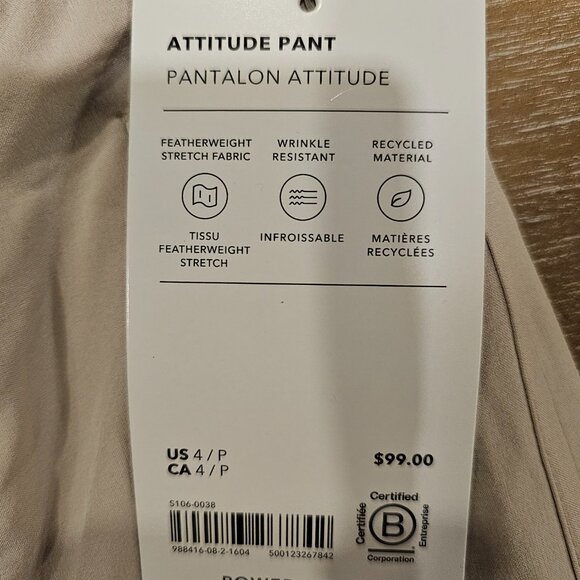 ATTITUDE PANT
PANTALON ATTITUDE
FEATHERWEIGHT
STRETCH FABRIC
WRINKLE
RESISTANT
RECYCLED
MATERIAL
TISSU
FEATHERWEIGHT
STRETCH
INFROISSABLE
MATIÈRES
RECYCLÉES
US 4 / P
CA 4 / P
$99.00
S106-0038
988416-08-2-1604 500123267842
Certified
Certifiée
B
Entreprise
Corporation
POWER